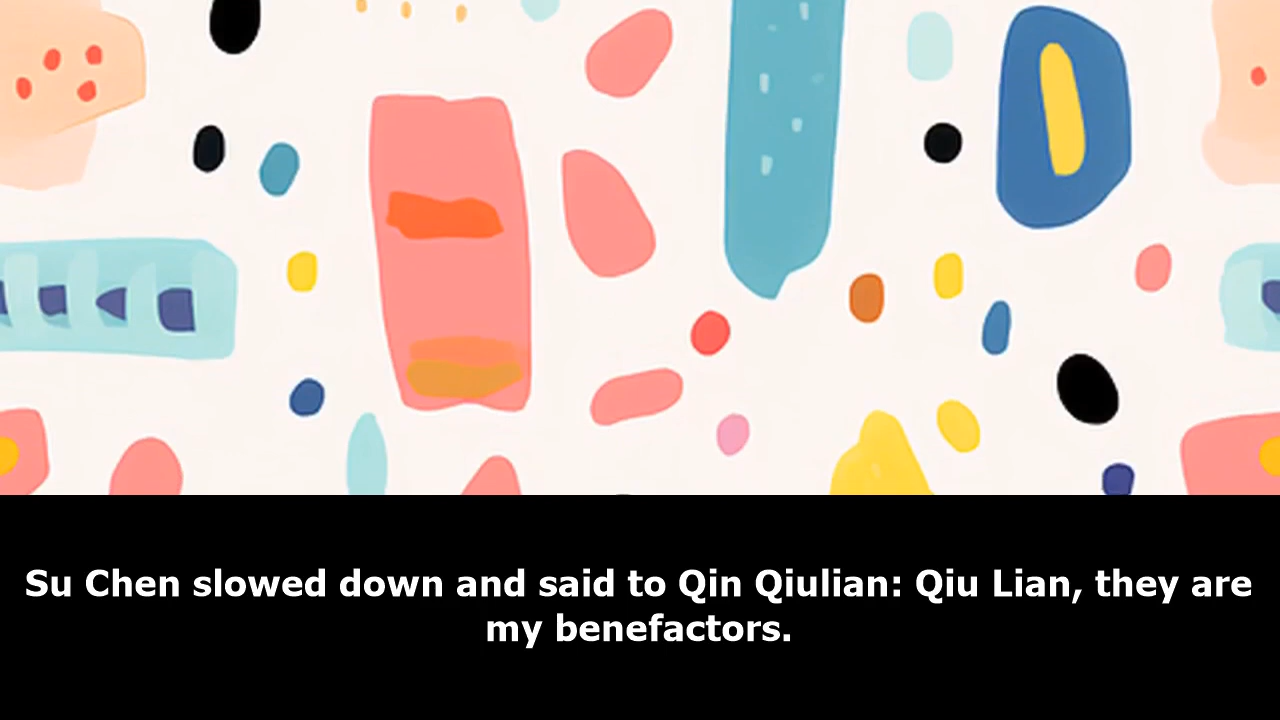 Su Chen slowed down and said to Qin Qiulian: Qiu Lian, they are
my benefactors.